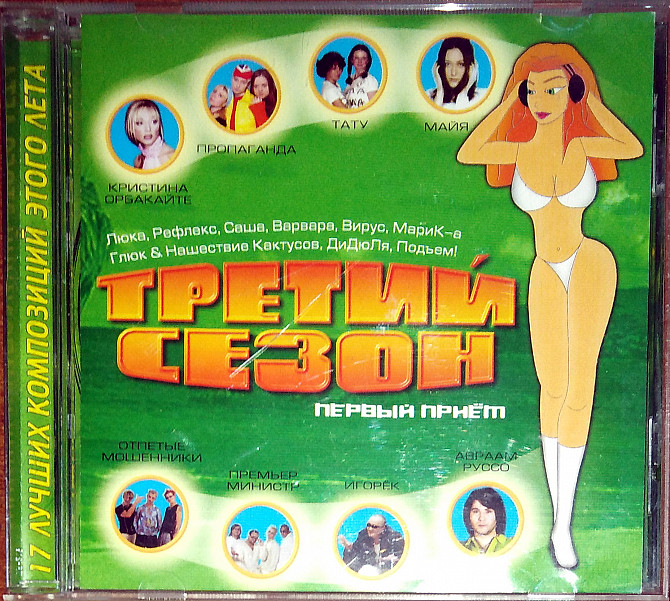 17 ЛУЧШИХ КОМПОЗИЦИЙ ЭТОГО ЛЕТА
КРИСТИНА
ОРБАКАЙТЕ
ПРОПАГАНДА
ТАТУ
МАЙЯ
Люка, Рефлекс, Саша, Варвара, Вирус, МариК-а
Глюк & Нашествие Кактусов, ДиДюЛя, Подъем!
ТРЕТИЙ
СЕЗОН
ПЕРВЫЙ ПРИЁМ
ОТПЕТЫЕ
МОШЕННИКИ
ПРЕМЬЕР
МИНИСТР
ИГОРЁК
АВРААМ
РУССО